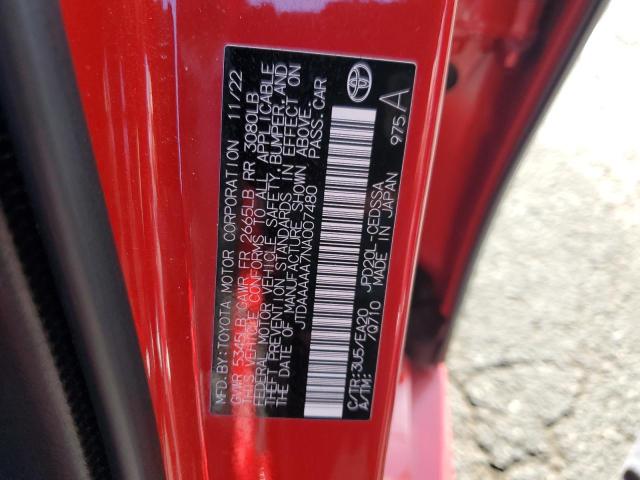 MFD.BY:TOYOTA MOTOR CORPORATION 11/22
GVWR 5345LB GAWR FR 2665LB RR 3080LB
THIS VEHICLE CONFORMS TO ALL APPLICABLE
FEDERAL MOTOR VEHICLE SAFETY, BUMPER, AND
THEFT PREVENTION STANDARDS IN EFFECT ON
THE DATE OF MANUFACTURE SHOWN ABOVE.
JTDAAAAA7NA007480 PASS.CAR
C/TR:3U5/EA20 JPD20L-CEDSSA
A/TM: /Q710 MADE IN JAPAN 975 A